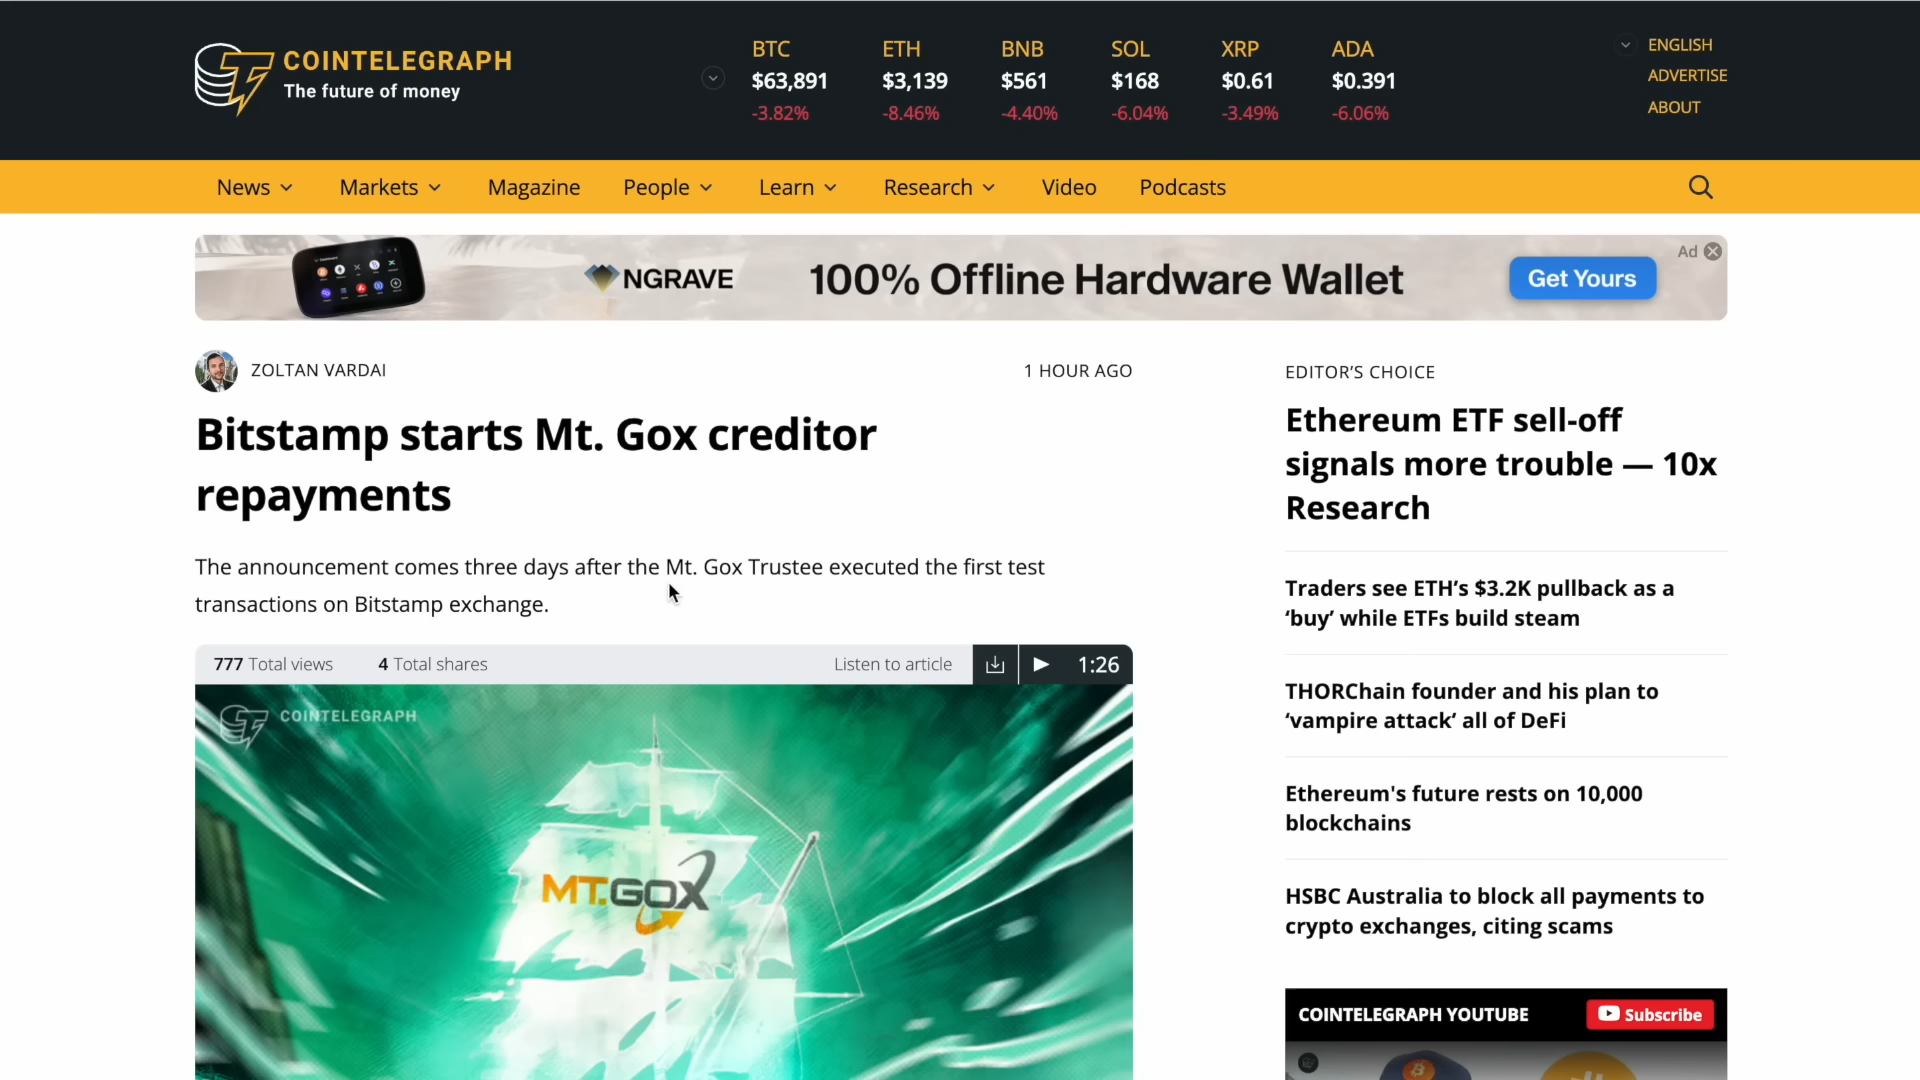 COINTELEGRAPH
The future of money
BTC
$63,891
-3.82%
ETH
$3,139
-8.46%
BNB
$561
-4.40%
SOL
$168
-6.04%
XRP
$0.61
-3.49%
ADA
$0.391
-6.06%
ENGLISH
ADVERTISE
ABOUT
News Markets Magazine People Learn Research Video Podcasts
NGRAVE 100% Offline Hardware Wallet Get Yours Ad
ZOLTAN VARDAI 1 HOUR AGO
Bitstamp starts Mt. Gox creditor
repayments
The announcement comes three days after the Mt. Gox Trustee executed the first test
transactions on Bitstamp exchange.
777 Total views 4 Total shares Listen to article 1:26
COINTELEGRAPH
MT.GOX
EDITOR’S CHOICE
Ethereum ETF sell-off
signals more trouble — 10x
Research
Traders see ETH’s $3.2K pullback as a
‘buy’ while ETFs build steam
THORChain founder and his plan to
‘vampire attack’ all of DeFi
Ethereum's future rests on 10,000
blockchains
HSBC Australia to block all payments to
crypto exchanges, citing scams
COINTELEGRAPH YOUTUBE Subscribe